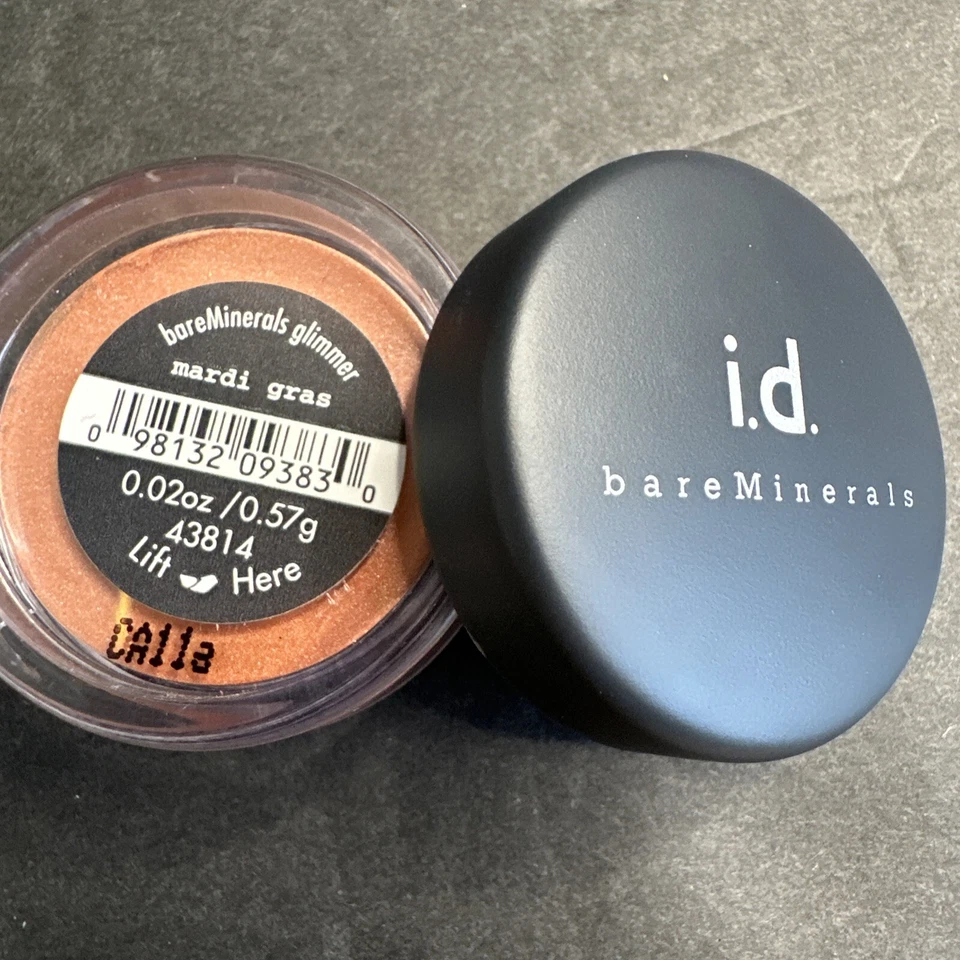 bareMinerals glimmer
mardi gras
0 98132 09383 0
0.02oz /0.57g
43814
Lift Here
CA11a
i.d.
bareMinerals